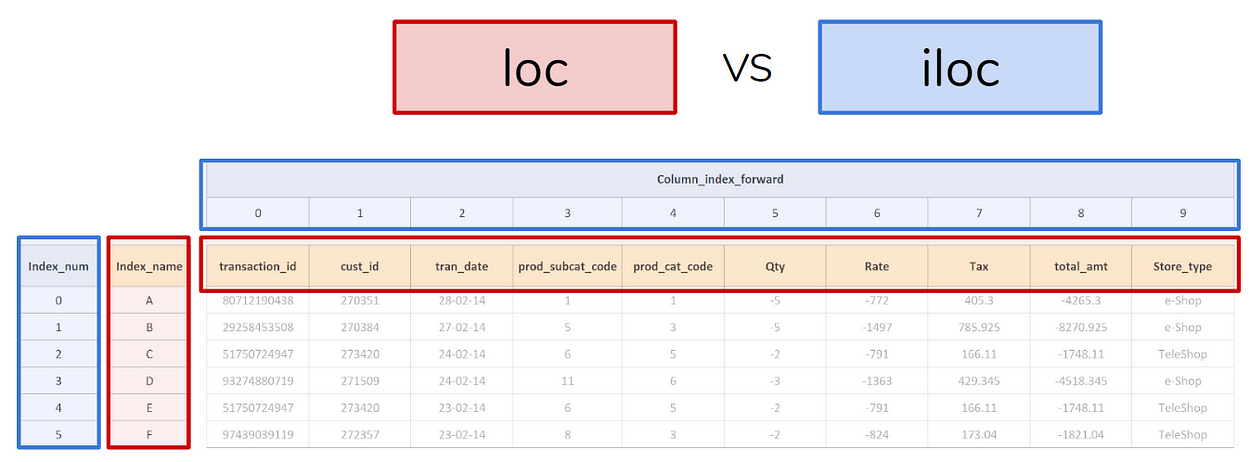 loc vs iloc
Column_index_forward
0 1 2 3 4 5 6 7 8 9
Index_num Index_name transaction_id cust_id tran_date prod_subcat_code prod_cat_code Qty Rate Tax total_amt Store_type
0 A 80712190438 270351 28-02-14 1 1 -5 -772 405.3 -4265.3 e-Shop
1 B 29258453508 270384 27-02-14 5 3 -5 -1497 785.925 -8270.925 e-Shop
2 C 51750724947 273420 24-02-14 6 5 -2 -791 166.11 -1748.11 TeleShop
3 D 93274880719 271509 24-02-14 11 6 -3 -1363 429.345 -4518.345 e-Shop
4 E 51750724947 273420 23-02-14 6 5 -2 -791 166.11 -1748.11 TeleShop
5 F 97439039119 272357 23-02-14 8 3 -2 -824 173.04 -1821.04 TeleShop